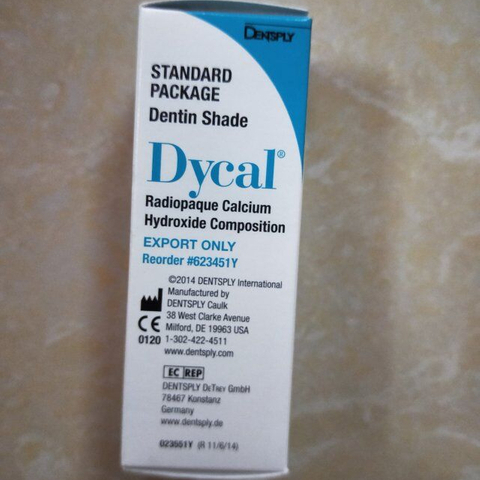 DENTSPLY
STANDARD
PACKAGE
Dentin Shade
Dycal®
Radiopaque Calcium
Hydroxide Composition
EXPORT ONLY
Reorder #623451Y
©2014 DENTSPLY International
Manufactured by
DENTSPLY Caulk
38 West Clarke Avenue
Milford, DE 19963 USA
CE
0120 1-302-422-4511
www.dentsply.com
EC REP
DENTSPLY DeTrey GmbH
78467 Konstanz
Germany
www.dentsply.de
023551Y (R 11/6/14)